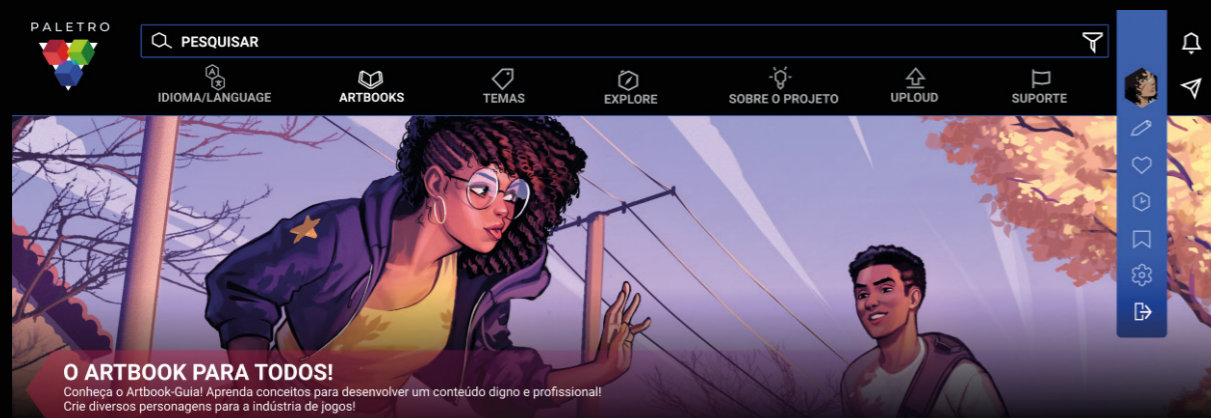 PALETRO
PESQUISAR
IDIOMA/LANGUAGE
ARTBOOKS
TEMAS
EXPLORE
SOBRE O PROJETO
UPLOUD
SUPORTE
O ARTBOOK PARA TODOS!
Conheça o Artbook-Guia! Aprenda conceitos para desenvolver um conteúdo digno e profissional!
Crie diversos personagens para a indústria de jogos!